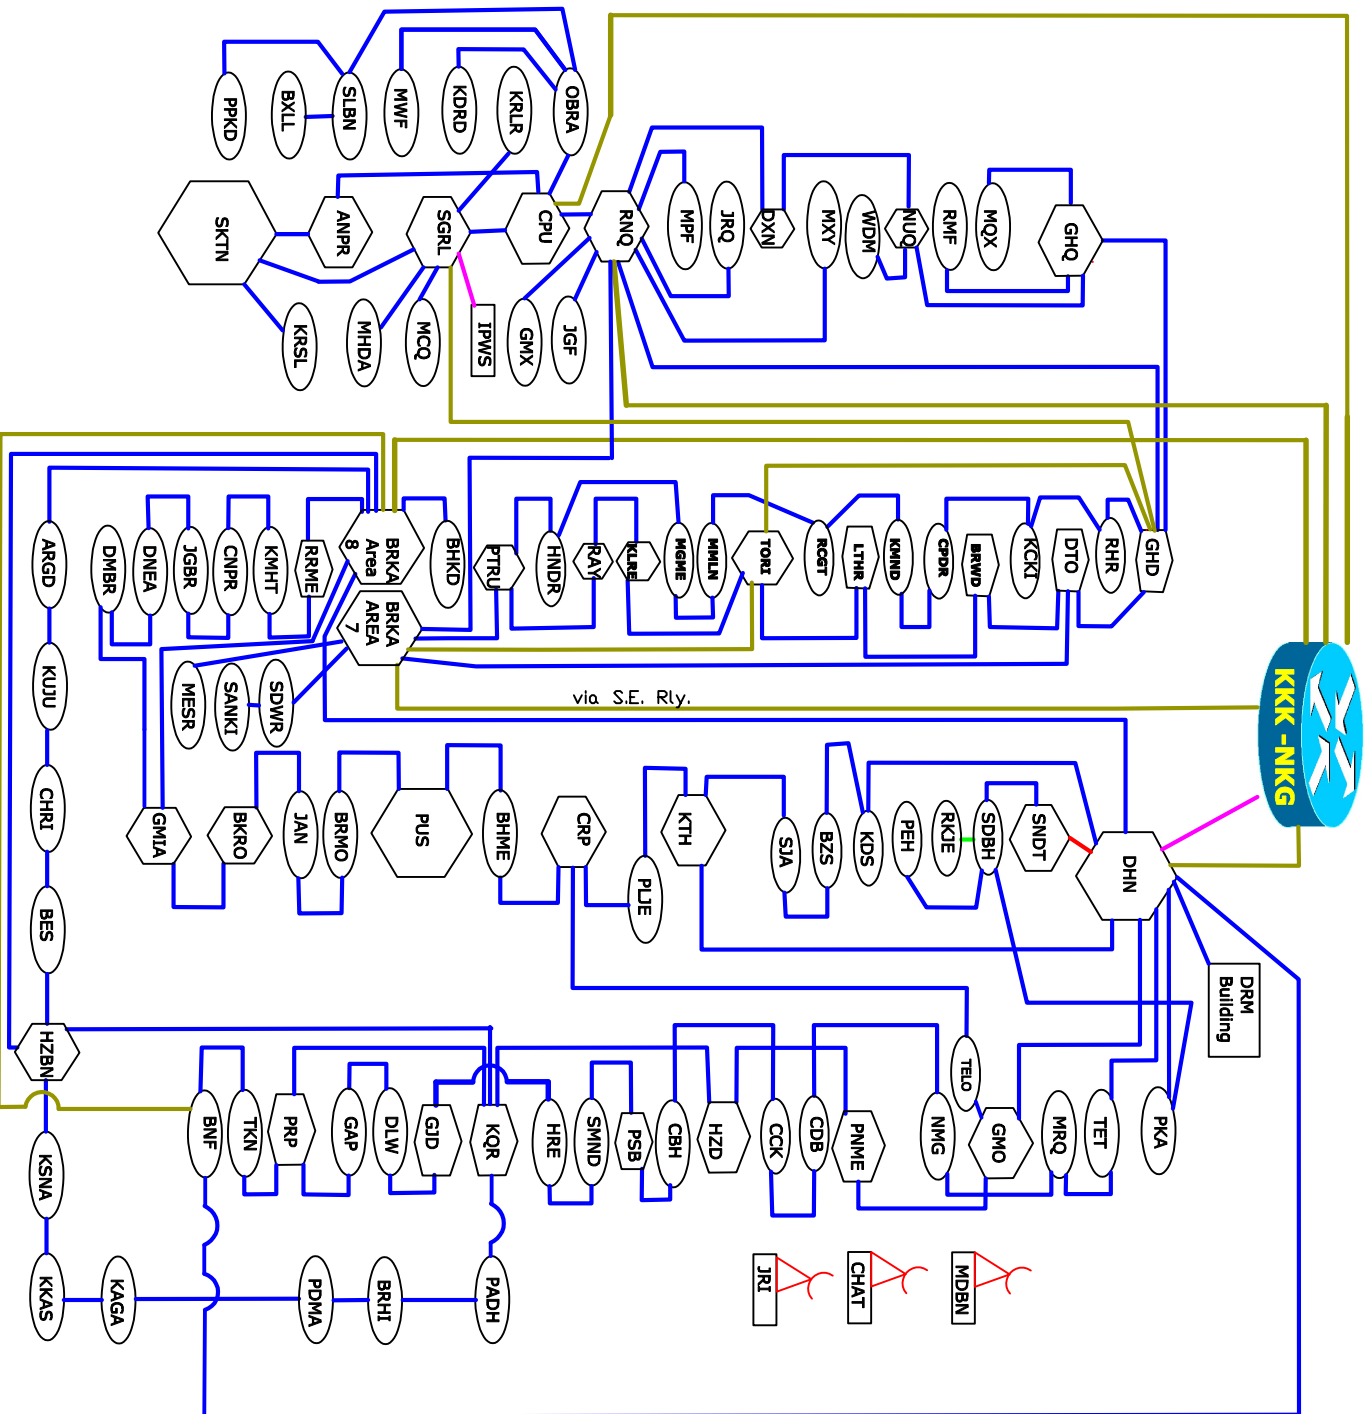 PPKD
BXLL
SLBN
MWF
KDRD
KRLR
OBRA
SKTN
ANPR
SGRL
CPU
RNQ
MPF
JRQ
DXN
MXY
WDM
NUQ
RMF
MQX
GHQ
KRSL
MHDA
MCQ
IPWS
GMX
JGF
ARGD
DMBR
DNEA
JGBR
CNPR
KMHT
RRME
BRKA
Area
8
BHKD
PTRU
HNDR
RAY
KLRE
MGME
MMLN
TORI
RCGT
LTHR
KMND
CPDR
BRWD
KCKI
DTO
RHR
GHD
BRKA
AREA
7
KUJU
MESR
SANKI
SDWR
via S.E. Rly.
KKK -NKG
CHRI
GMIA
BKRO
JAN
BRMO
PUS
BHME
CRP
PLJE
KTH
SJA
BZS
KDS
PEH
RKJE
SDBH
SNDT
DHN
BES
DRM
Building
HZBN
BNF
TKN
PRP
GAP
DLW
GJD
KQR
HRE
SMND
PSB
CBH
HZD
CCK
CDB
PNME
NMG
TELO
GMO
MRQ
TET
PKA
KSNA
KKAS
KAGA
PDMA
BRHI
PADH
JRI
CHAT
MDBN